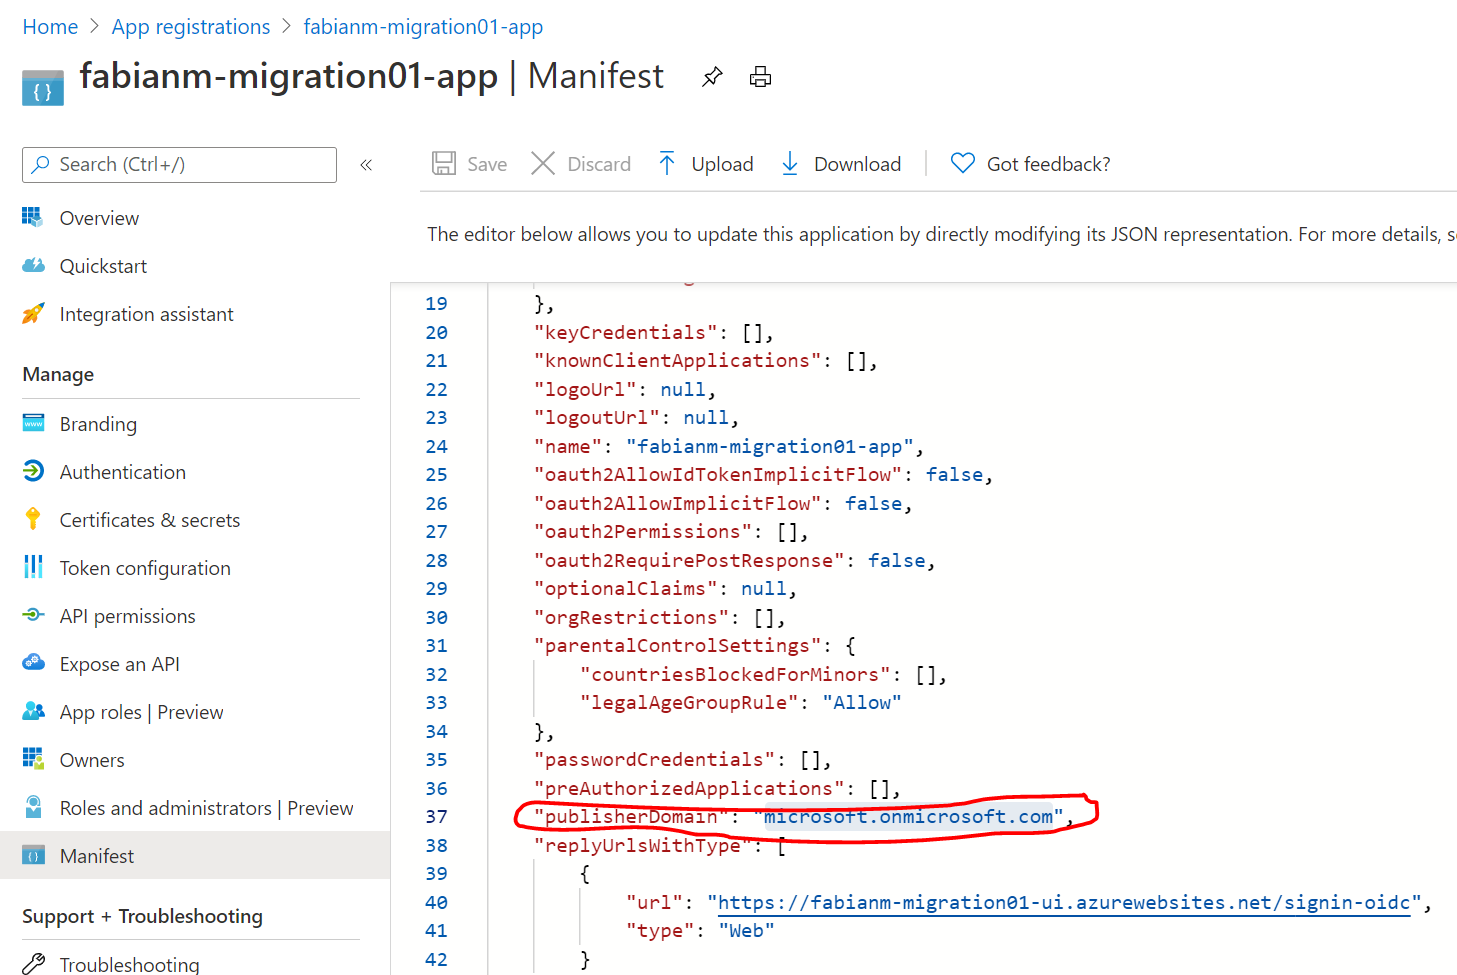 Home > App registrations > fabianm-migration01-app
fabianm-migration01-app | Manifest
Search (Ctrl+/)
«
Overview
Quickstart
Integration assistant
Manage
Branding
Authentication
Certificates & secrets
Token configuration
API permissions
Expose an API
App roles | Preview
Owners
Roles and administrators | Preview
Manifest
Support + Troubleshooting
Troubleshooting
Save Discard Upload Download Got feedback?
The editor below allows you to update this application by directly modifying its JSON representation. For more details,
19 },
20 "keyCredentials": [],
21 "knownClientApplications": [],
22 "logoUrl": null,
23 "logoutUrl": null,
24 "name": "fabianm-migration01-app",
25 "oauth2AllowIdTokenImplicitFlow": false,
26 "oauth2AllowImplicitFlow": false,
27 "oauth2Permissions": [],
28 "oauth2RequirePostResponse": false,
29 "optionalClaims": null,
30 "orgRestrictions": [],
31 "parentalControlSettings": {
32 "countriesBlockedForMinors": [],
33 "legalAgeGroupRule": "Allow"
34 },
35 "passwordCredentials": [],
36 "preAuthorizedApplications": [],
37 "publisherDomain": "microsoft.onmicrosoft.com",
38 "replyUrlsWithType": [
39 {
40 "url": "https://fabianm-migration01-ui.azurewebsites.net/signin-oidc",
41 "type": "Web"
42 }